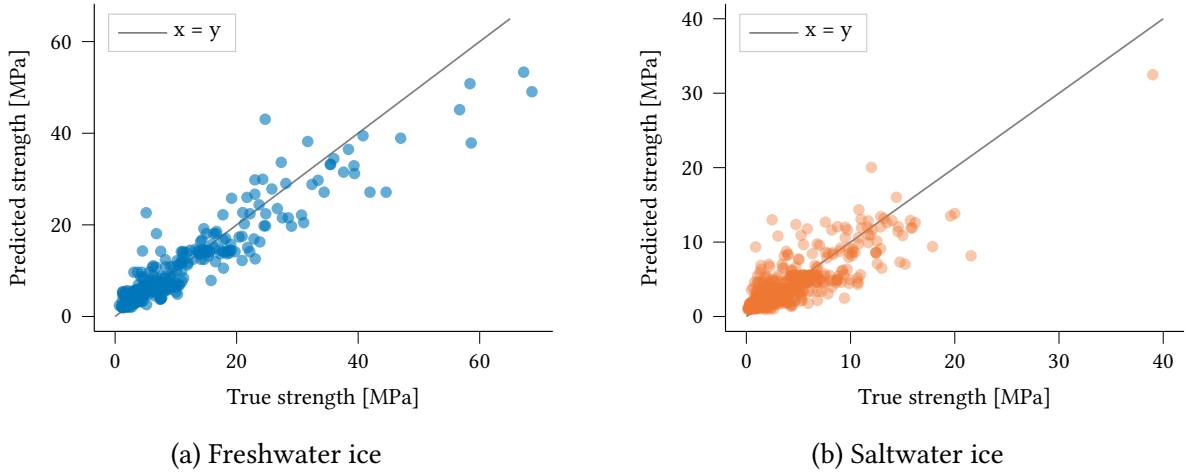 x = y
60
40
20
0
Predicted strength [MPa]
0
20
40
60
True strength [MPa]
(a) Freshwater ice
x = y
40
30
20
10
0
Predicted strength [MPa]
0
10
20
30
40
True strength [MPa]
(b) Saltwater ice